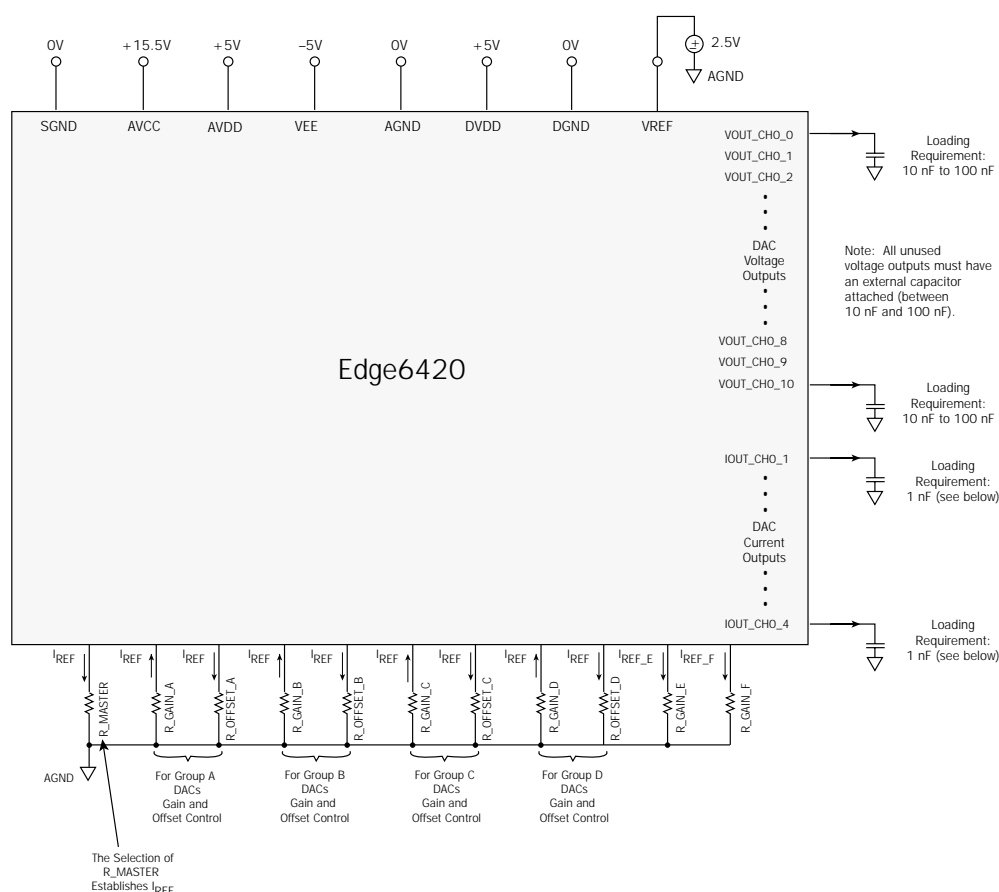 0V
+15.5V
+5V
–5V
0V
+5V
0V
2.5V
±
AGND
SGND
AVCC
AVDD
VEE
AGND
DVDD
DGND
VREF
VOUT_CH0_0
VOUT_CH0_1
VOUT_CH0_2
DAC
Voltage
Outputs
VOUT_CH0_8
VOUT_CH0_9
VOUT_CH0_10
IOUT_CH0_1
DAC
Current
Outputs
IOUT_CH0_4
Loading
Requirement:
10 nF to 100 nF
Note: All unused
voltage outputs must have
an external capacitor
attached (between
10 nF and 100 nF).
Loading
Requirement:
10 nF to 100 nF
Loading
Requirement:
1 nF (see below)
Loading
Requirement:
1 nF (see below)
Edge6420
IREF
IREF
IREF
IREF
IREF
IREF
IREF
IREF
IREF
IREF_E
IREF_F
R_MASTER
R_GAIN_A
R_OFFSET_A
R_GAIN_B
R_OFFSET_B
R_GAIN_C
R_OFFSET_C
R_GAIN_D
R_OFFSET_D
R_GAIN_E
R_GAIN_F
AGND
For Group A
DACs
Gain and
Offset Control
For Group B
DACs
Gain and
Offset Control
For Group C
DACs
Gain and
Offset Control
For Group D
DACs
Gain and
Offset Control
The Selection of
R_MASTER
Establishes IREF